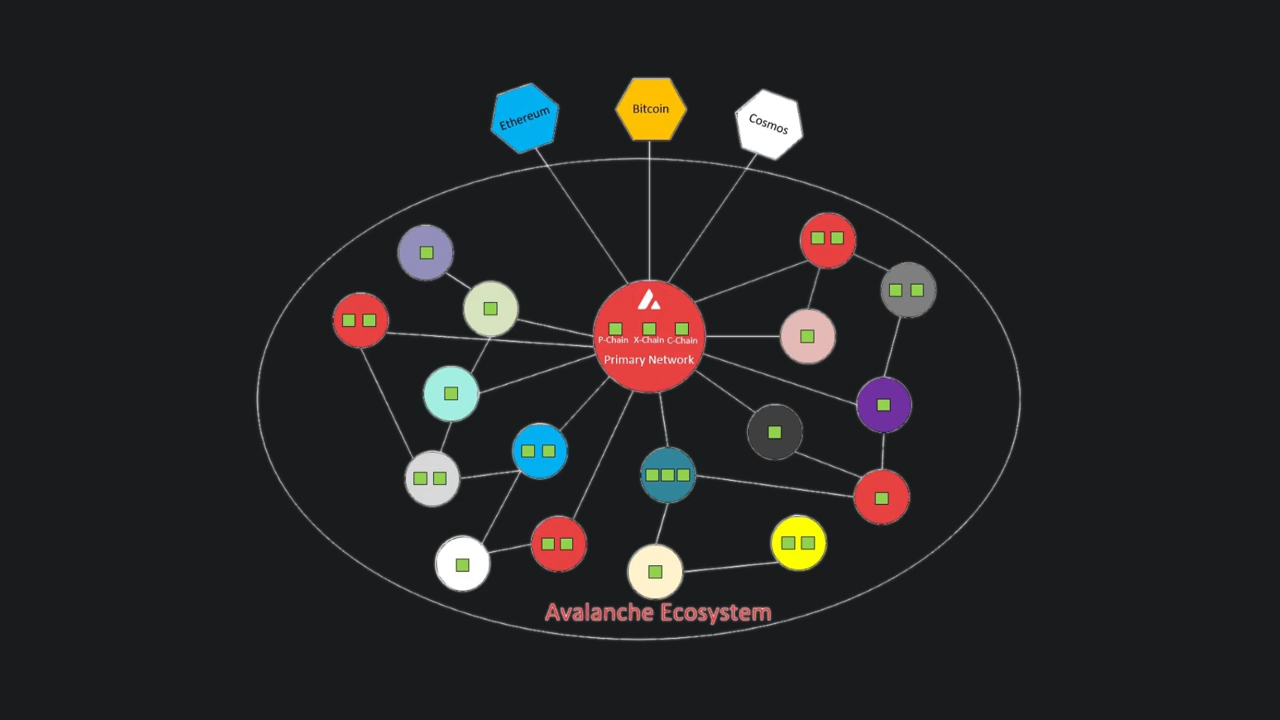 Ethereum
Bitcoin
Cosmos
P-Chain X-Chain C-Chain
Primary Network
Avalanche Ecosystem